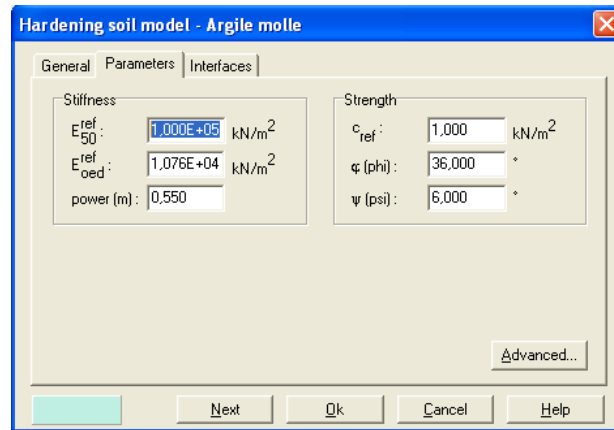 Hardening soil model - Argile molle
General Parameters Interfaces
Stiffness
E50ref : 1,000E+05 kN/m2
Eoedref : 1,076E+04 kN/m2
power (m) : 0,550
Strength
cref : 1,000 kN/m2
φ (phi) : 36,000 °
ψ (psi) : 6,000 °
Advanced...
Next Ok Cancel Help